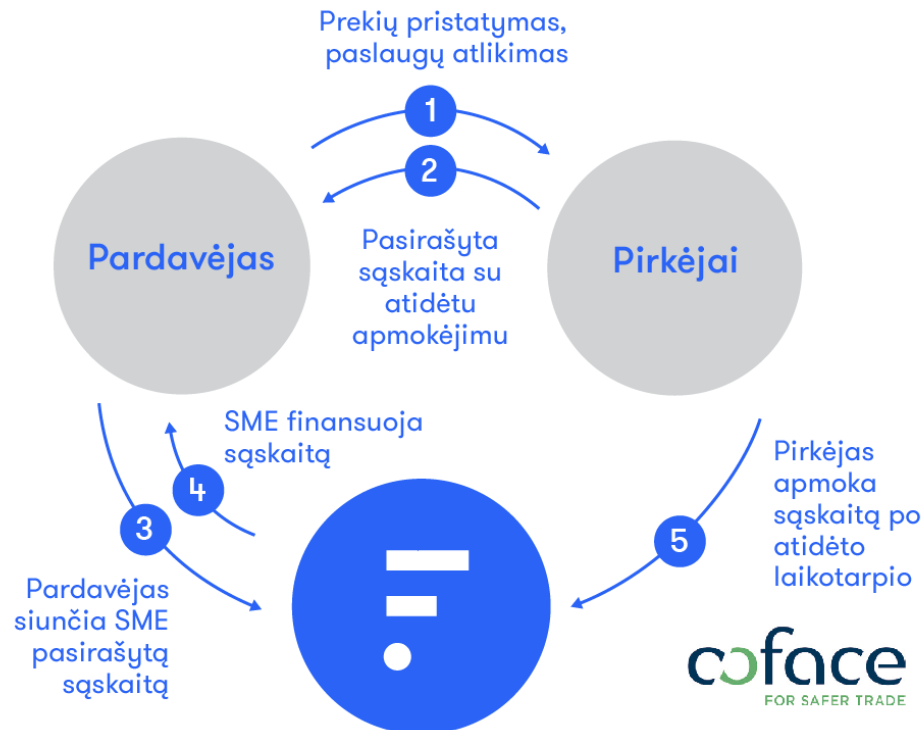 Prekių pristatymas,
paslaugų atlikimas
1
2
Pardavėjas
Pasirašyta
sąskaita su
atidėtu
apmokėjimu
Pirkėjai
SME finansuoja
sąskaitą
4
3
Pardavėjas
siunčia SME
pasirašytą
sąskaitą
5
Pirkėjas
apmoka
sąskaitą po
atidėto
laikotarpio
coface
FOR SAFER TRADE